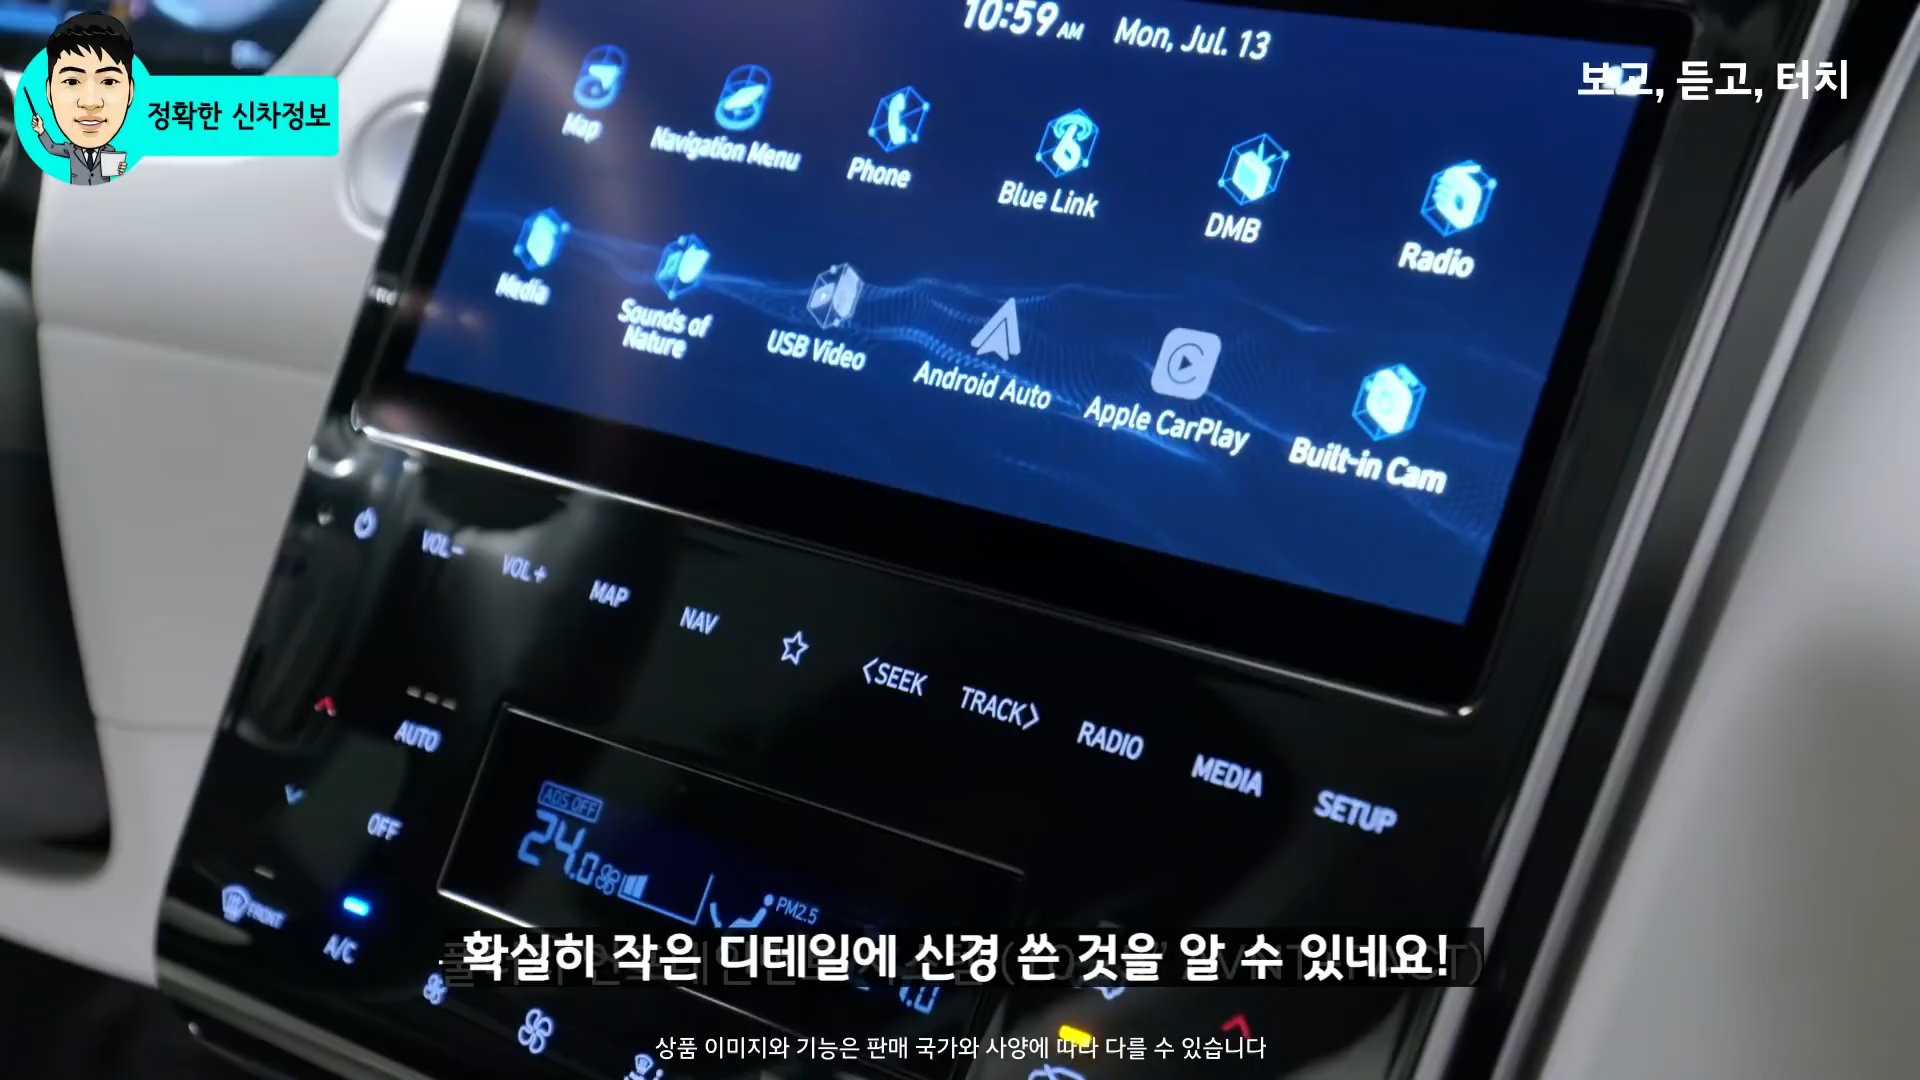 정확한 신차정보
10:59 AM Mon, Jul. 13
보고, 듣고, 터치
Map
Navigation Menu
Phone
Blue Link
DMB
Radio
Media
Sounds of
Nature
USB Video
Android Auto
Apple CarPlay
Built-in Cam
VOL-
VOL+
MAP
NAV
<SEEK
TRACK>
RADIO
MEDIA
SETUP
AUTO
OFF
ADS OFF
24.0
PM2.5
FRONT
A/C
확실히 작은 디테일에 신경 쓴 것을 알 수 있네요!
상품 이미지와 기능은 판매 국가와 사양에 따라 다를 수 있습니다